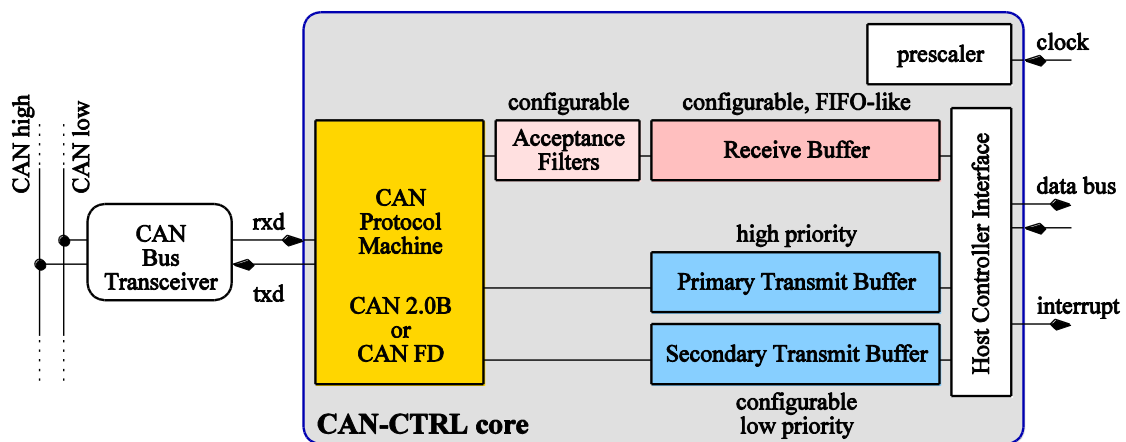 CAN high
CAN low
CAN
Bus
Transceiver
rxd
txd
CAN
Protocol
Machine
CAN 2.0B
or
CAN FD
configurable
Acceptance
Filters
configurable, FIFO-like
Receive Buffer
high priority
Primary Transmit Buffer
Secondary Transmit Buffer
configurable
low priority
prescaler
Host Controller Interface
clock
data bus
interrupt
CAN-CTRL core